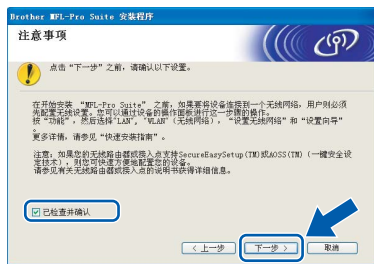 Brother MFL-Pro Suite 安装程序
注意事项
点击 “下一步” 之前，请确认以下设置。
在开始安装 “MFL-Pro Suite” 之前，如果要将设备连接到一个无线网络，用户则必须
先配置无线设置。您可以通过设备的操作面板进行这一步骤的操作。
按 “功能” ，然后选择"LAN"，"WLAN" （无线网络），“设置无线网络” 和 “设置向导”
。
更多详情，请参见 “快速安装指南” 。
注意：如果您的无线路由器或接入点支持SecureEasySetup(TM)或AOSS(TM) （一键安全设
定技术），则您可快速方便地配置您的设备。
请参见有关无线路由器或接入点的说明书获得详细信息。
已检查并确认
< 上一步
下一步 >
取消